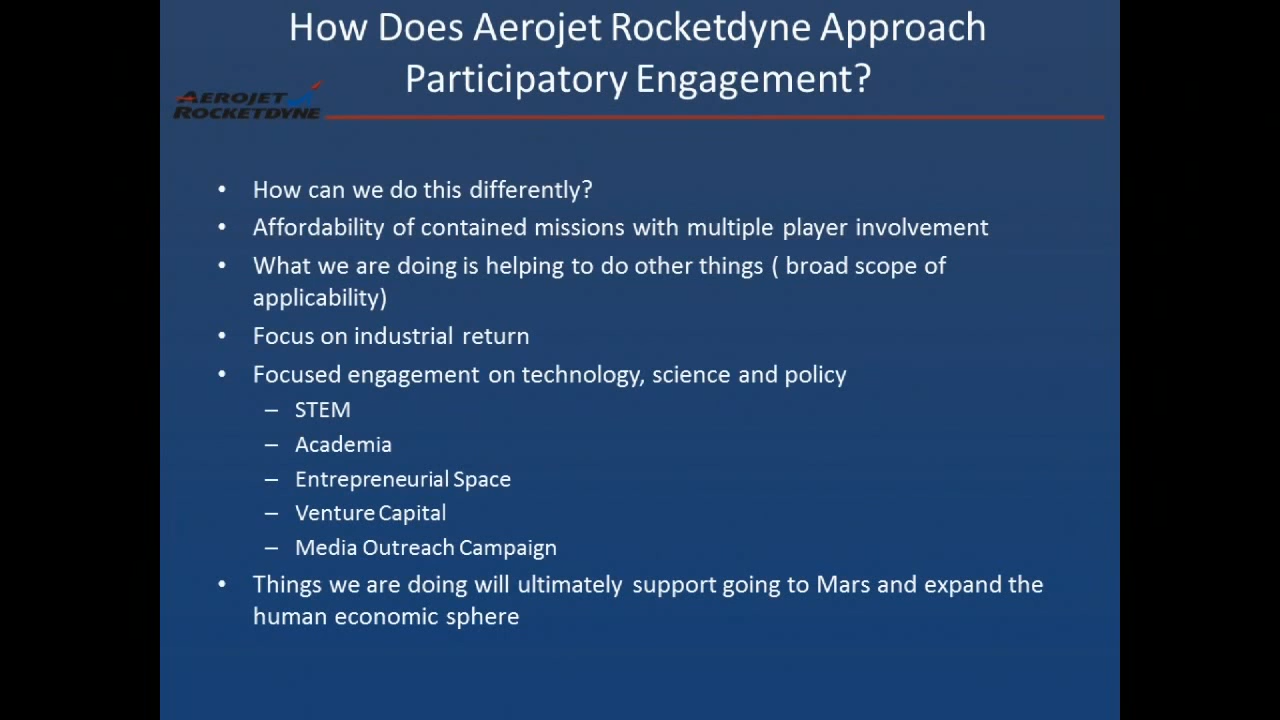 How Does Aerojet Rocketdyne Approach
Participatory Engagement?
AEROJET
ROCKETDYNE
• How can we do this differently?
• Affordability of contained missions with multiple player involvement
• What we are doing is helping to do other things ( broad scope of
applicability)
• Focus on industrial return
• Focused engagement on technology, science and policy
– STEM
– Academia
– Entrepreneurial Space
– Venture Capital
– Media Outreach Campaign
• Things we are doing will ultimately support going to Mars and expand the
human economic sphere